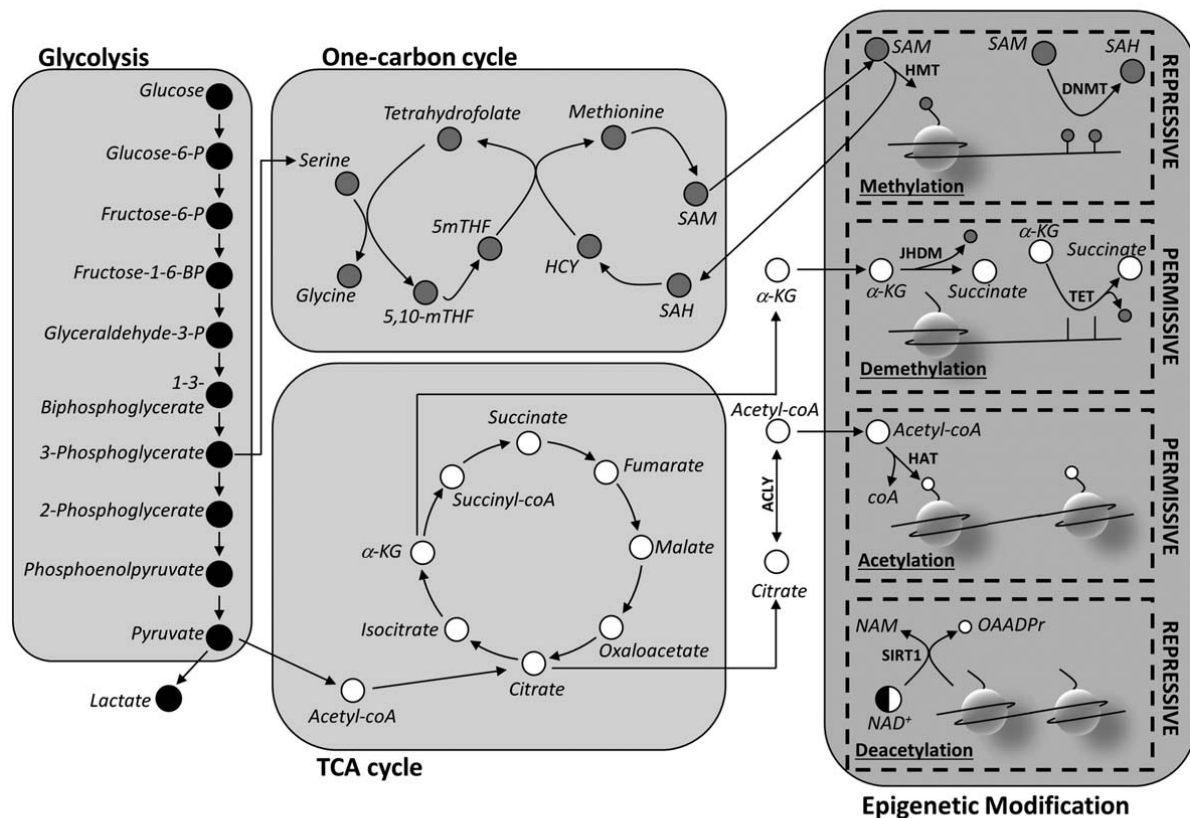 Glycolysis
Glucose
Glucose-6-P
Fructose-6-P
Fructose-1-6-BP
Glyceraldehyde-3-P
1-3-
Biphosphoglycerate
3-Phosphoglycerate
2-Phosphoglycerate
Phosphoenolpyruvate
Pyruvate
Lactate
One-carbon cycle
Tetrahydrofolate
Methionine
Serine
SAM
5mTHF
HCY
Glycine
5,10-mTHF
SAH
Succinate
Fumarate
Succinyl-coA
α-KG
Malate
Isocitrate
Oxaloacetate
Citrate
Acetyl-coA
TCA cycle
α-KG
Acetyl-coA
ACLY
Citrate
SAM
HMT
SAM
SAH
DNMT
Methylation
REPRESSIVE
α-KG
JHDM
Succinate
α-KG
Succinate
TET
Demethylation
PERMISSIVE
Acetyl-coA
HAT
coA
Acetylation
PERMISSIVE
NAM
OAADPr
SIRT1
NAD⁺
Deacetylation
REPRESSIVE
Epigenetic Modification